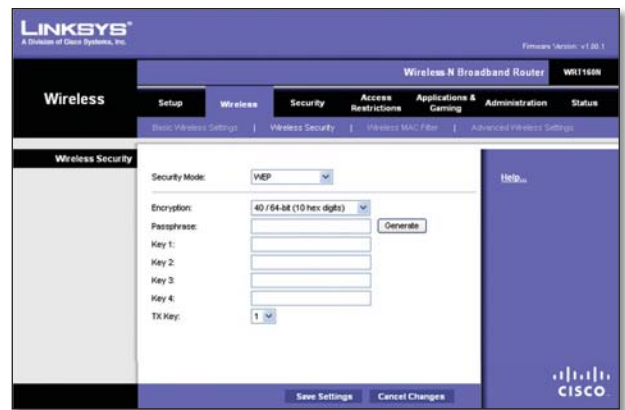 LINKSYS®
A Division of Cisco Systems, Inc.
Firmware Version: v1.00.1
Wireless-N Broadband Router WRT160N
Wireless
Setup Wireless Security Access Restrictions Applications & Gaming Administration Status
Basic Wireless Settings | Wireless Security | Wireless MAC Filter | Advanced Wireless Settings
Wireless Security
Security Mode: WEP
Help...
Encryption: 40 / 64-bit (10 hex digits)
Passphrase: Generate
Key 1:
Key 2:
Key 3:
Key 4:
TX Key: 1
Save Settings Cancel Changes
CISCO